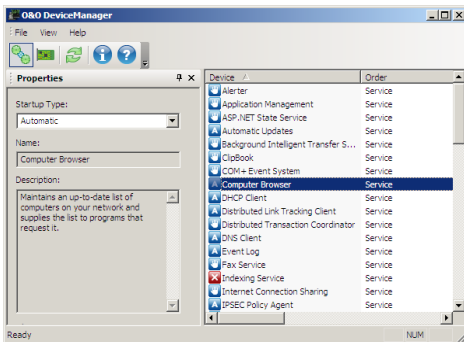 O&O DeviceManager
File View Help
Properties
Startup Type:
Automatic
Name:
Computer Browser
Description:
Maintains an up-to-date list of
computers on your network and
supplies the list to programs that
request it.
Device Order
Alerter Service
Application Management Service
ASP.NET State Service Service
Automatic Updates Service
Background Intelligent Transfer S... Service
ClipBook Service
COM+ Event System Service
Computer Browser Service
DHCP Client Service
Distributed Link Tracking Client Service
Distributed Transaction Coordinator Service
DNS Client Service
Event Log Service
Fax Service Service
Indexing Service Service
Internet Connection Sharing Service
IPSEC Policy Agent Service
Ready NUM